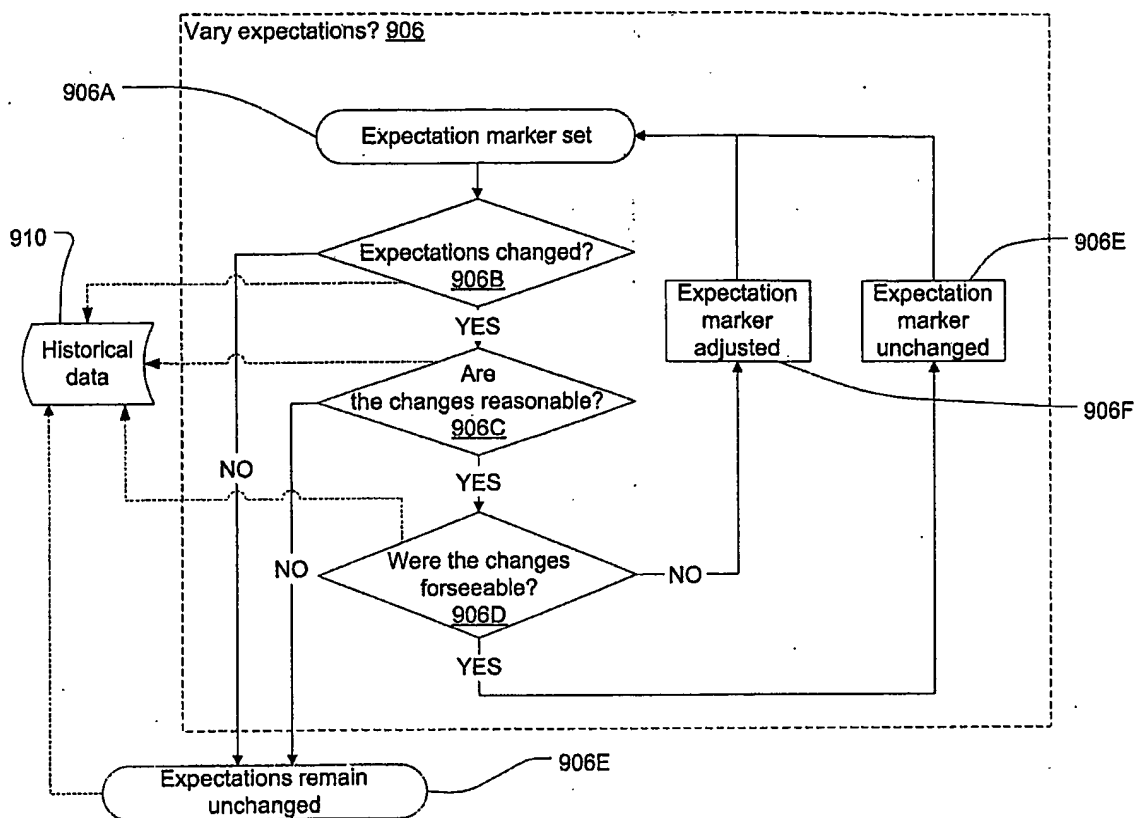 Vary expectations? 906
906A
Expectation marker set
910
Expectations changed?
906B
906E
Expectation
marker
adjusted
Expectation
marker
unchanged
YES
Historical
data
Are
the changes reasonable?
906C
906F
NO
YES
NO
Were the changes
forseeable?
906D
NO
YES
Expectations remain
unchanged
906E